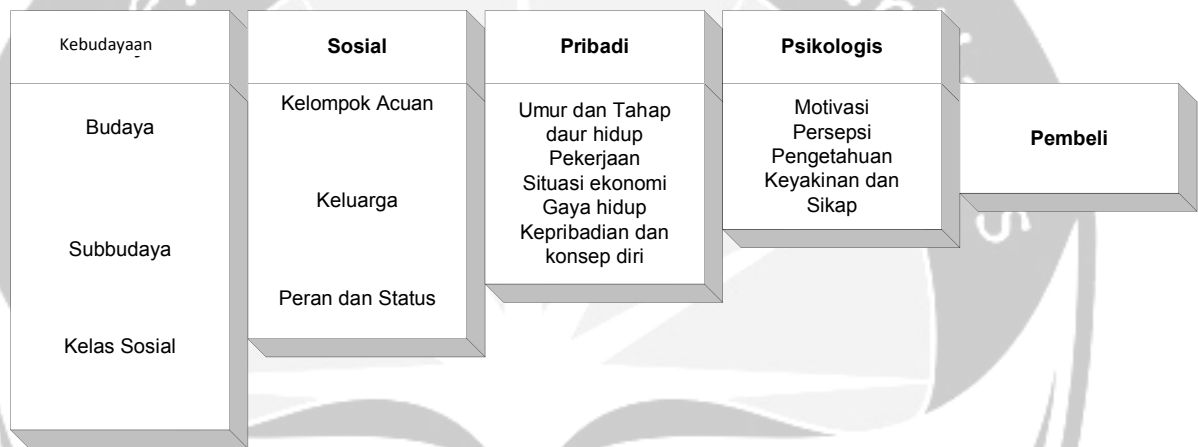 Kebudayaan
Budaya
Subbudaya
Kelas Sosial
Sosial
Kelompok Acuan
Keluarga
Peran dan Status
Pribadi
Umur dan Tahap
daur hidup
Pekerjaan
Situasi ekonomi
Gaya hidup
Kepribadian dan
konsep diri
Psikologis
Motivasi
Persepsi
Pengetahuan
Keyakinan dan
Sikap
Pembeli